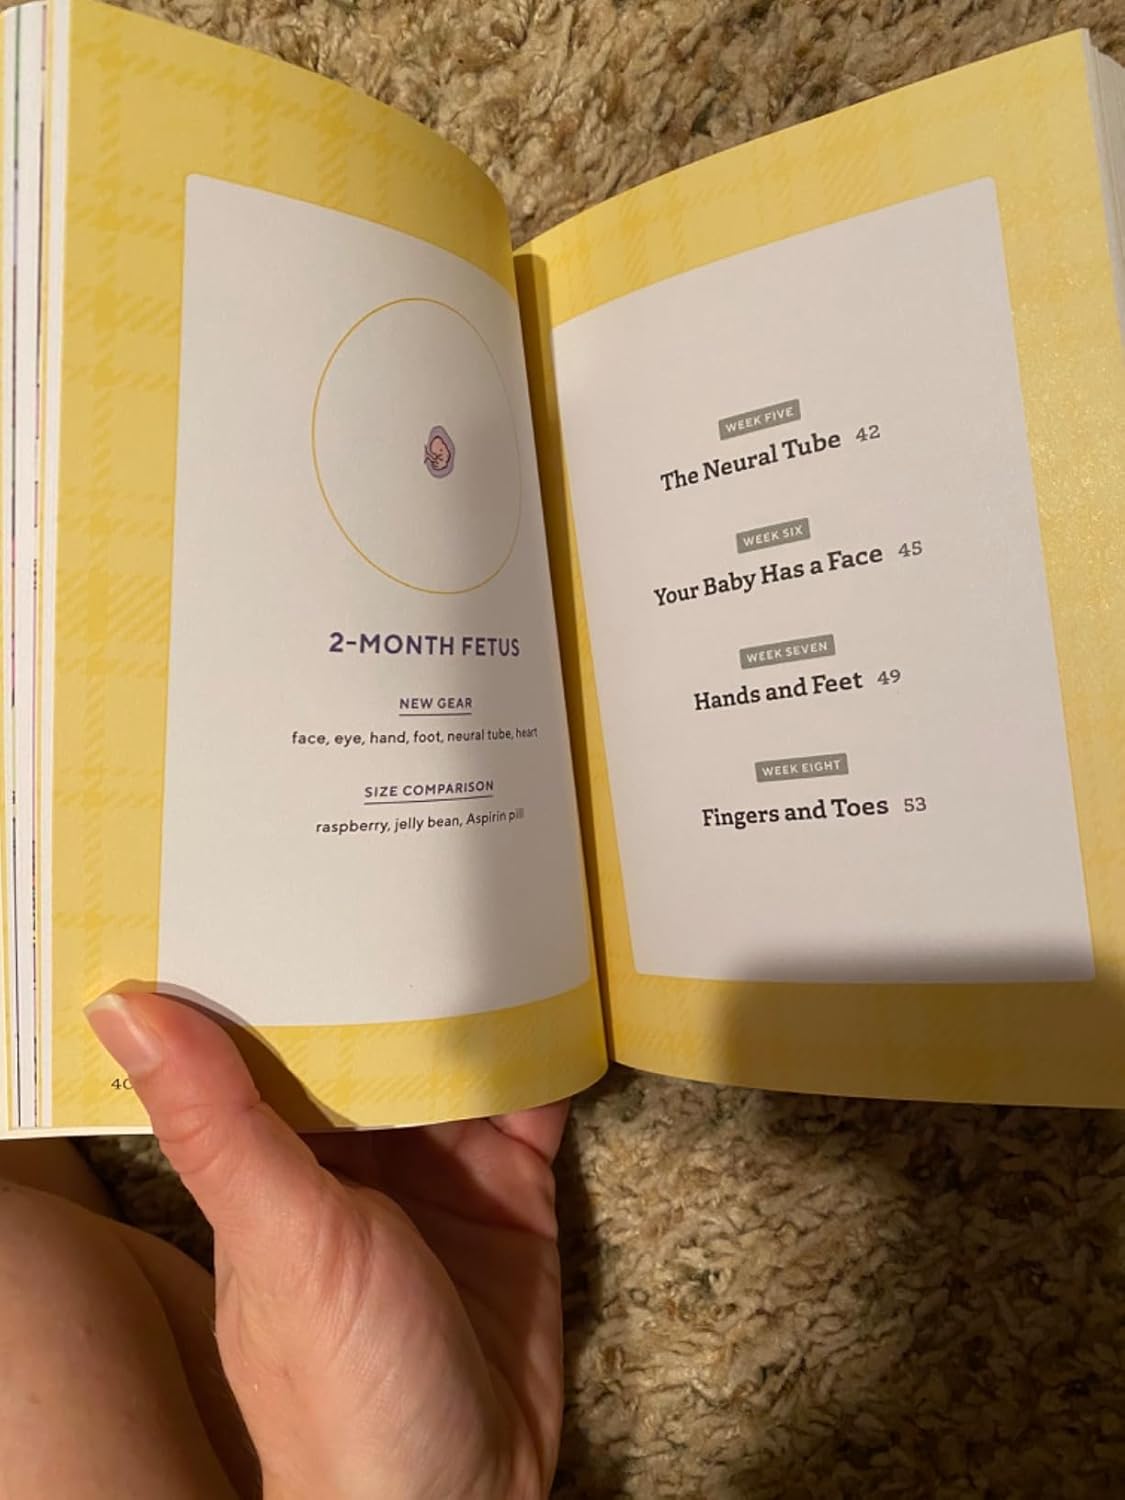 2-MONTH FETUS
NEW GEAR
face, eye, hand, foot, neural tube, heart
SIZE COMPARISON
raspberry, jelly bean, Aspirin pill
40
WEEK FIVE
The Neural Tube 42
WEEK SIX
Your Baby Has a Face 45
WEEK SEVEN
Hands and Feet 49
WEEK EIGHT
Fingers and Toes 53